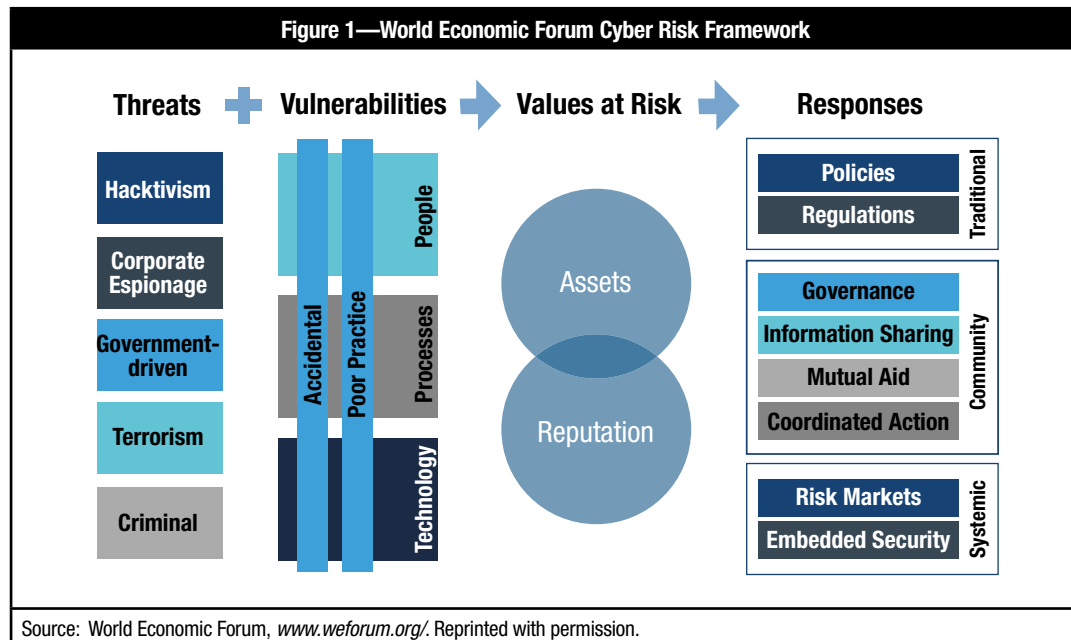 Figure 1—World Economic Forum Cyber Risk Framework
Threats
Vulnerabilities
Values at Risk
Responses
Hacktivism
Corporate
Espionage
Government-
driven
Terrorism
Criminal
Accidental
Poor Practice
People
Processes
Technology
Assets
Reputation
Policies
Regulations
Traditional
Governance
Information Sharing
Mutual Aid
Coordinated Action
Community
Risk Markets
Embedded Security
Systemic
Source: World Economic Forum, www.weforum.org/. Reprinted with permission.